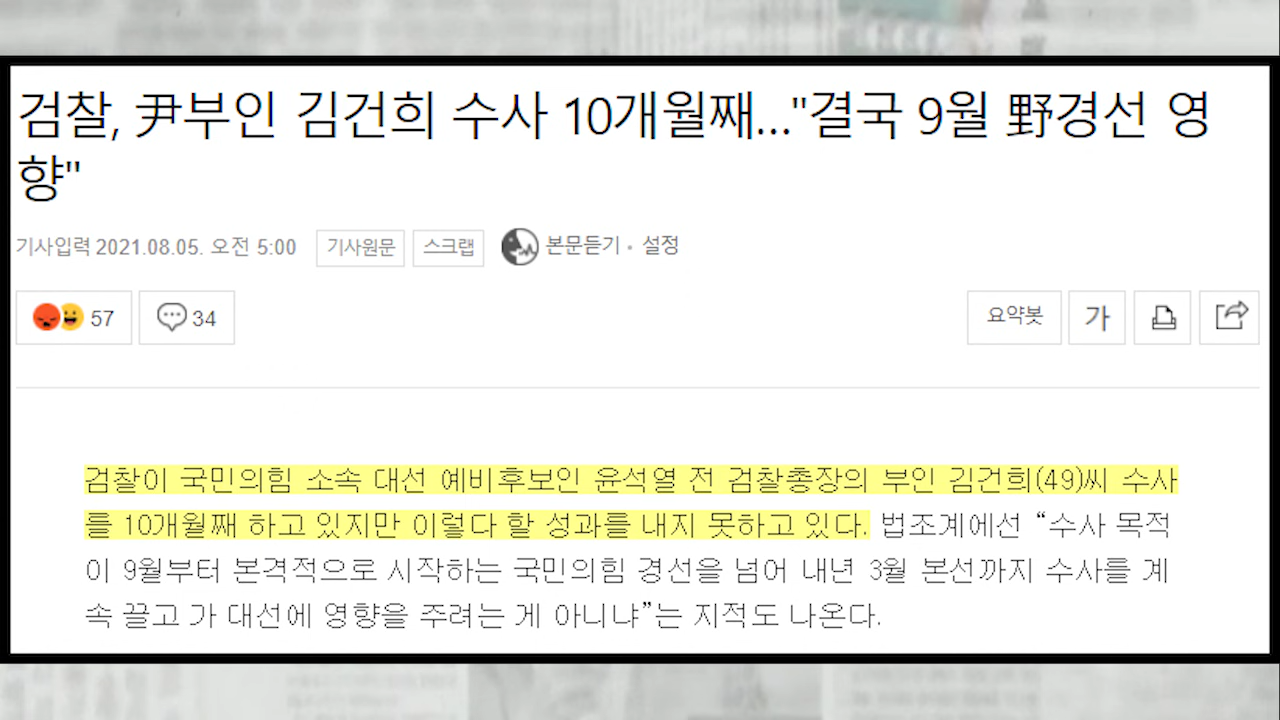 검찰, 尹부인 김건희 수사 10개월째..."결국 9월 野경선 영
향"
기사입력 2021.08.05. 오전 5:00 기사원문 스크랩 본문듣기 · 설정
57 34 요약봇 가
검찰이 국민의힘 소속 대선 예비후보인 윤석열 전 검찰총장의 부인 김건희(49)씨 수사
를 10개월째 하고 있지만 이렇다 할 성과를 내지 못하고 있다. 법조계에선 “수사 목적
이 9월부터 본격적으로 시작하는 국민의힘 경선을 넘어 내년 3월 본선까지 수사를 계
속 끌고 가 대선에 영향을 주려는 게 아니냐”는 지적도 나온다.